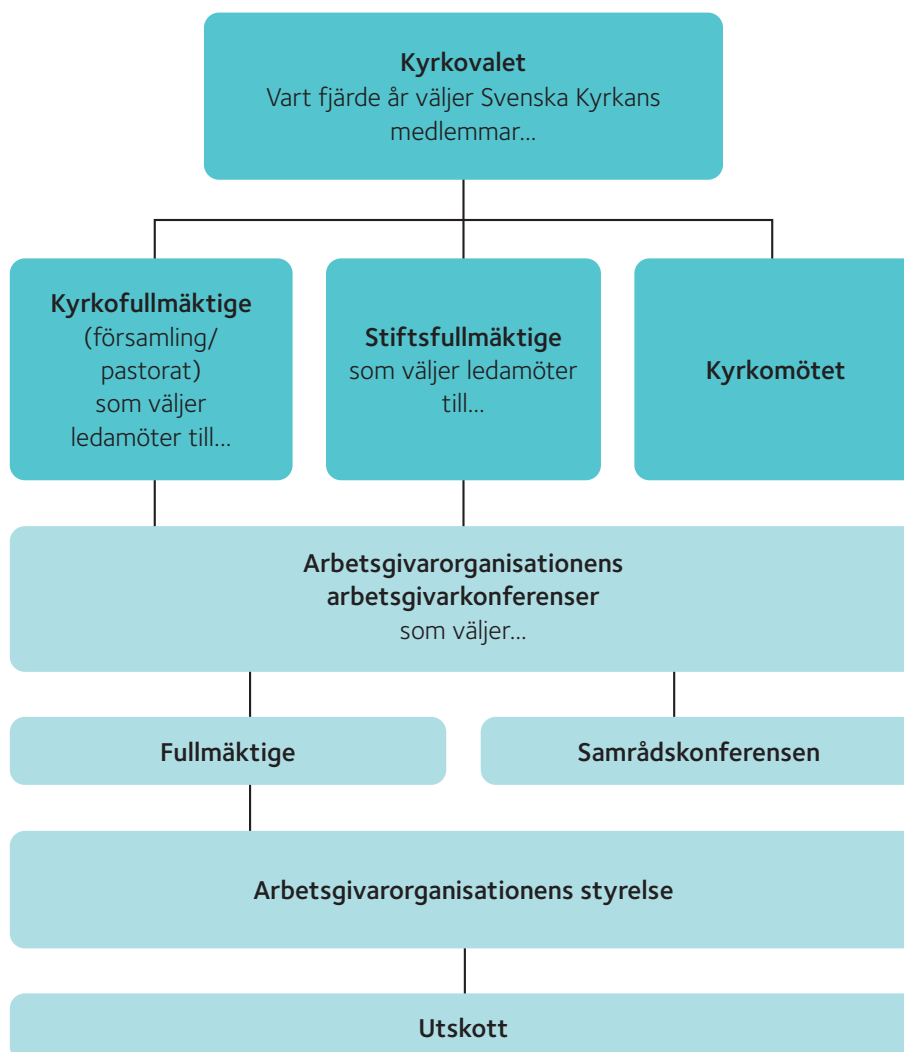 Kyrkovalet
Vart fjärde år väljer Svenska Kyrkans
medlemmar...
Kyrkofullmäktige
(församling/
pastorat)
som väljer
ledamöter till...
Stiftsfullmäktige
som väljer ledamöter
till...
Kyrkomötet
Arbetsgivarorganisationens
arbetsgivarkonferenser
som väljer...
Fullmäktige
Samrådskonferensen
Arbetsgivarorganisationens styrelse
Utskott